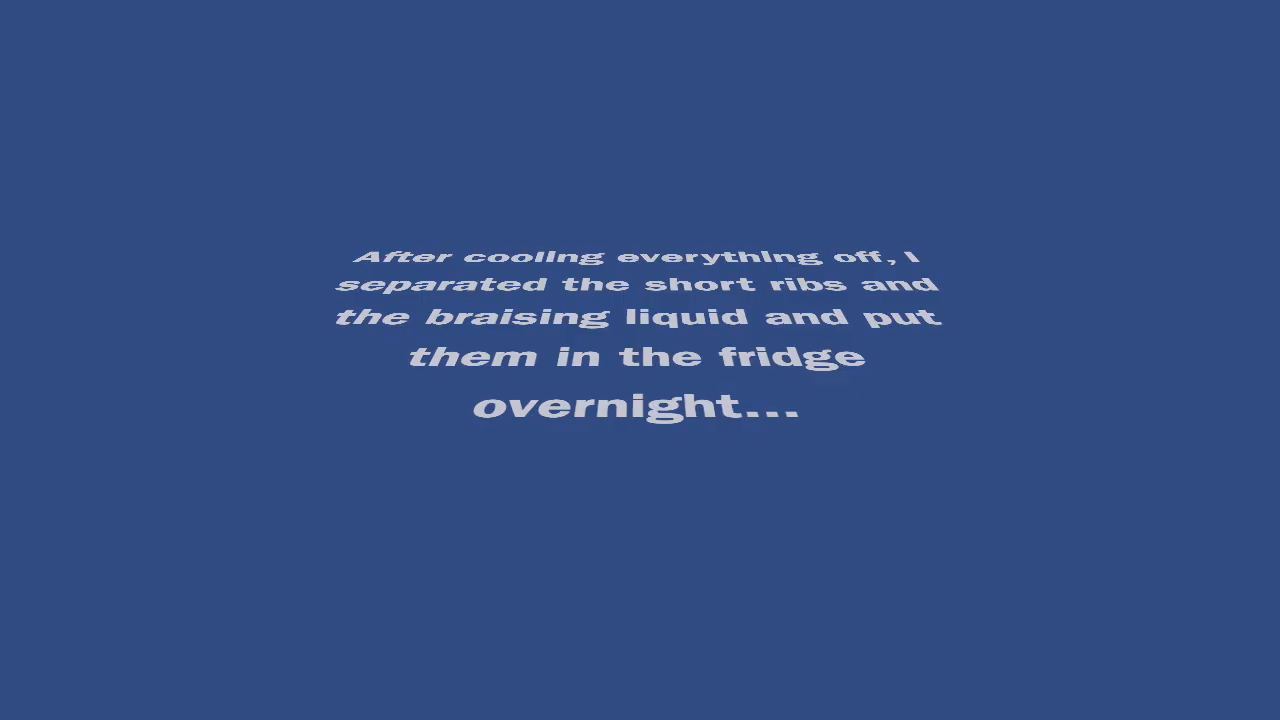 After cooling everything off, I
separated the short ribs and
the braising liquid and put
them in the fridge
overnight...